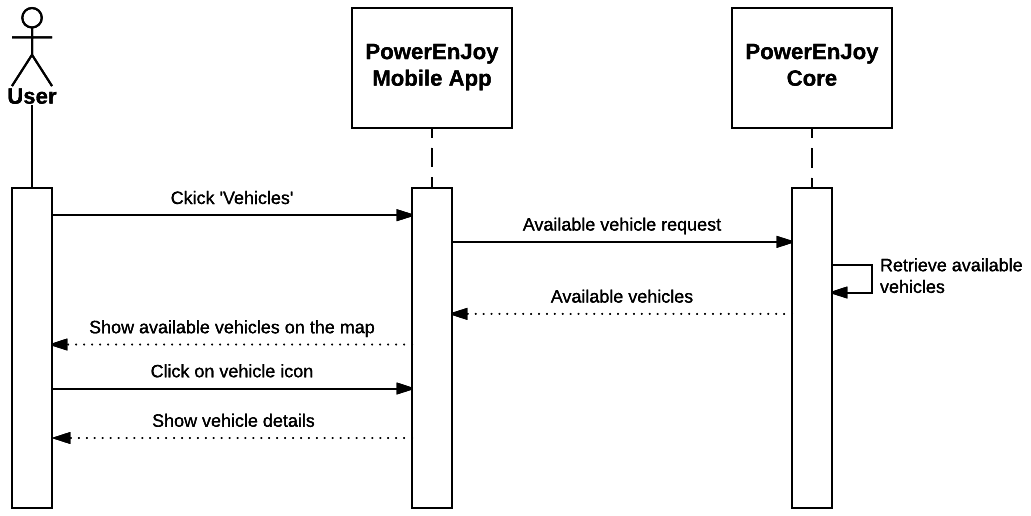 PowerEnJoy
Mobile App
PowerEnJoy
Core
User
Ckick 'Vehicles'
Available vehicle request
Retrieve available
vehicles
Available vehicles
Show available vehicles on the map
Click on vehicle icon
Show vehicle details